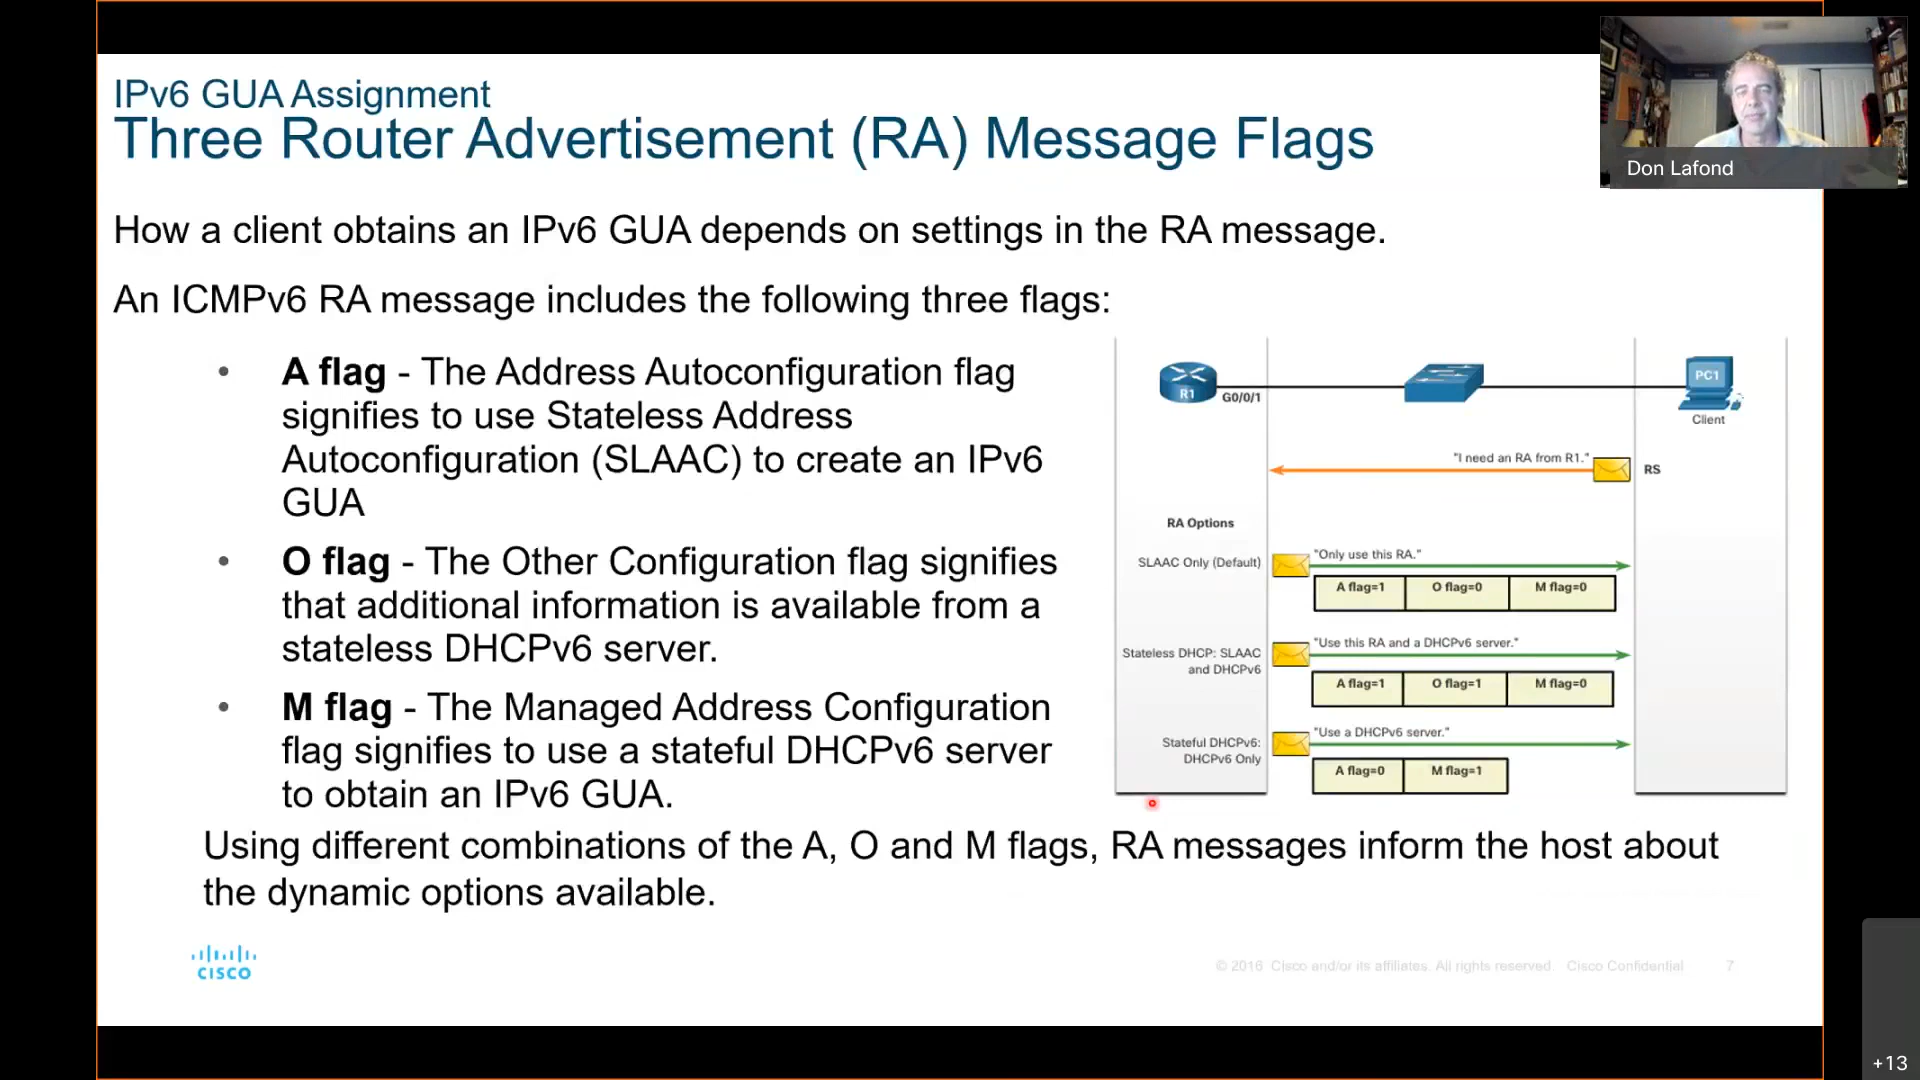 IPv6 GUA Assignment
Three Router Advertisement (RA) Message Flags
Don Lafond
How a client obtains an IPv6 GUA depends on settings in the RA message.
An ICMPv6 RA message includes the following three flags:
• A flag - The Address Autoconfiguration flag
signifies to use Stateless Address
Autoconfiguration (SLAAC) to create an IPv6
GUA
• O flag - The Other Configuration flag signifies
that additional information is available from a
stateless DHCPv6 server.
• M flag - The Managed Address Configuration
flag signifies to use a stateful DHCPv6 server
to obtain an IPv6 GUA.
R1
G0/0/1
PC1
Client
"I need an RA from R1."
RS
RA Options
SLAAC Only (Default)
"Only use this RA."
A flag=1 O flag=0 M flag=0
Stateless DHCP: SLAAC
and DHCPv6
"Use this RA and a DHCPv6 server."
A flag=1 O flag=1 M flag=0
Stateful DHCPv6:
DHCPv6 Only
"Use a DHCPv6 server."
A flag=0 M flag=1
Using different combinations of the A, O and M flags, RA messages inform the host about
the dynamic options available.
CISCO
© 2016 Cisco and/or its affiliates. All rights reserved. Cisco Confidential 7
+13